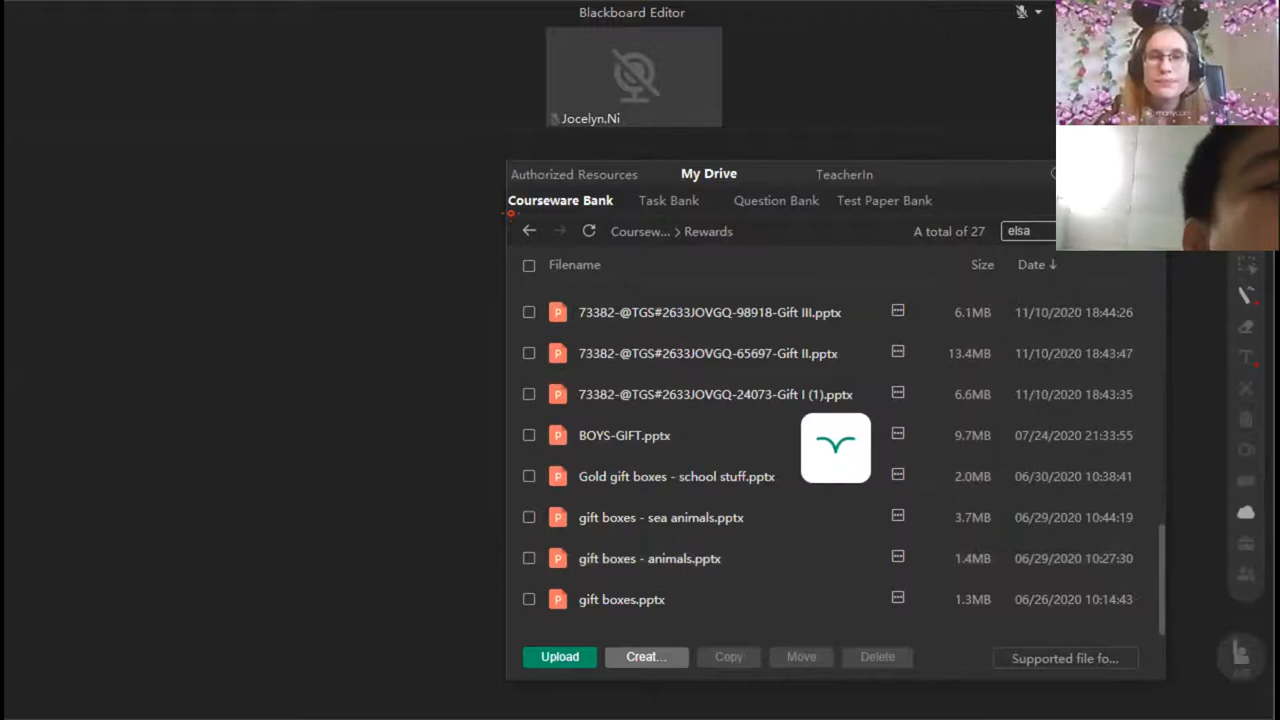 Blackboard Editor
Jocelyn.Ni
Authorized Resources My Drive TeacherIn
Courseware Bank Task Bank Question Bank Test Paper Bank
Coursew... > Rewards A total of 27 elsa
Filename Size Date
73382-@TGS#2633JOVGQ-98918-Gift III.pptx 6.1MB 11/10/2020 18:44:26
73382-@TGS#2633JOVGQ-65697-Gift II.pptx 13.4MB 11/10/2020 18:43:47
73382-@TGS#2633JOVGQ-24073-Gift I (1).pptx 6.6MB 11/10/2020 18:43:35
BOYS-GIFT.pptx 9.7MB 07/24/2020 21:33:55
Gold gift boxes - school stuff.pptx 2.0MB 06/30/2020 10:38:41
gift boxes - sea animals.pptx 3.7MB 06/29/2020 10:44:19
gift boxes - animals.pptx 1.4MB 06/29/2020 10:27:30
gift boxes.pptx 1.3MB 06/26/2020 10:14:43
Upload Creat... Copy Move Delete Supported file fo...